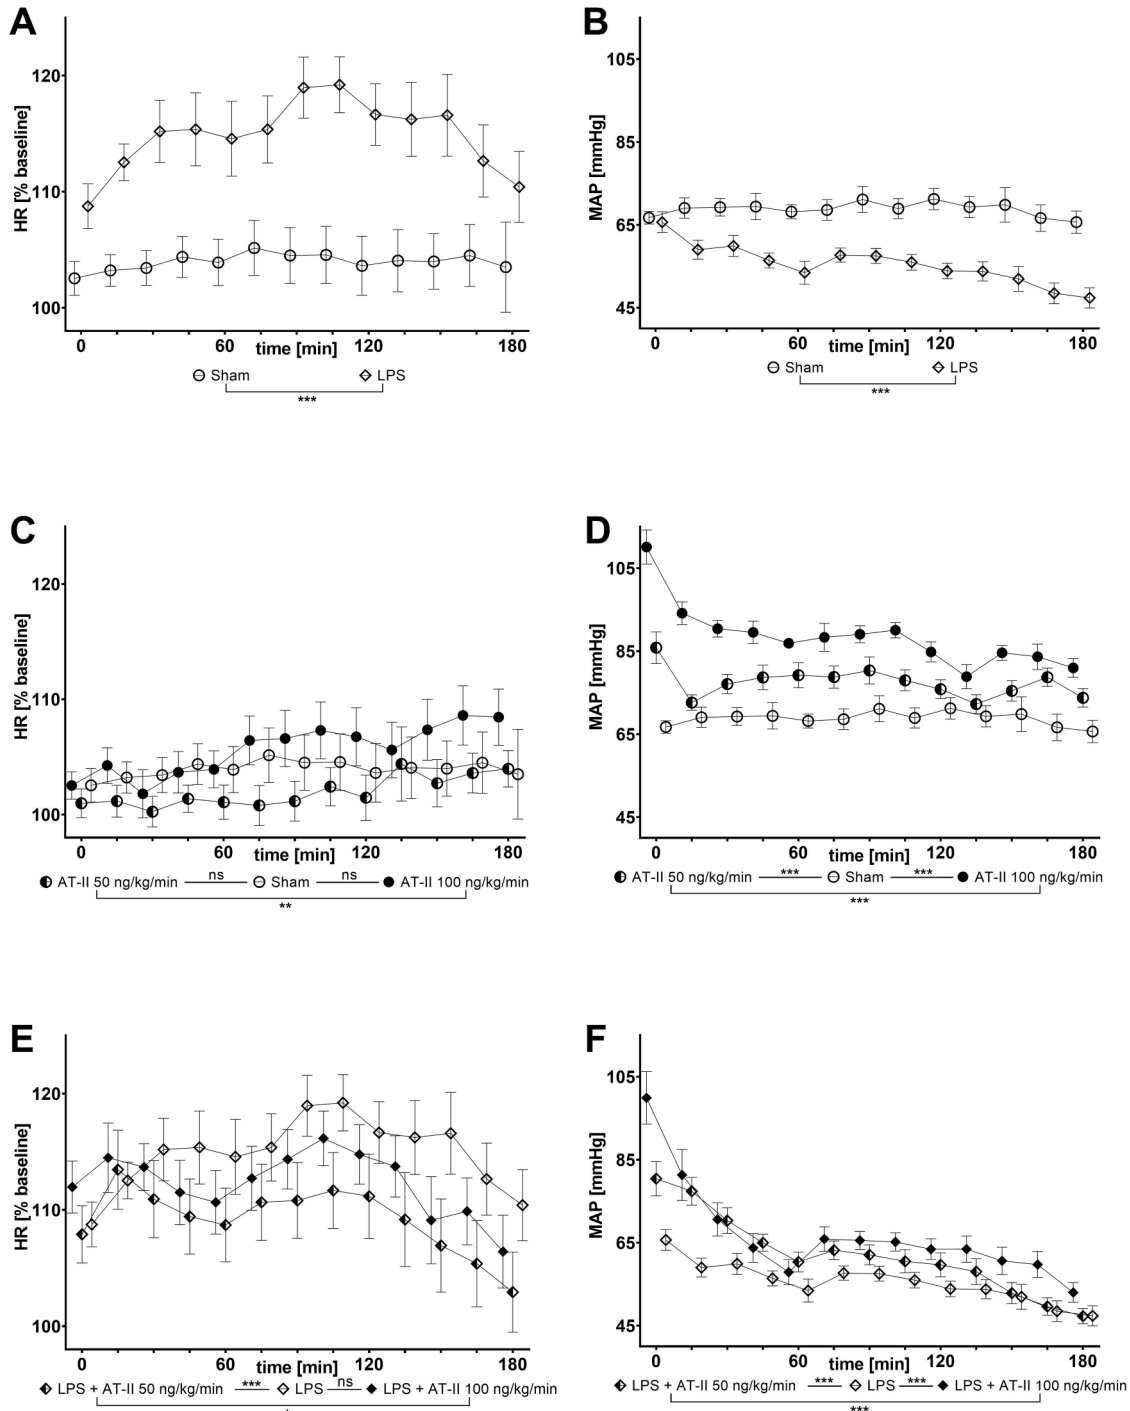 A
HR [% baseline]
120
110
100
0 60 120 180
time [min]
Sham LPS
***
B
MAP [mmHg]
105
85
65
45
0 60 120 180
time [min]
Sham LPS
***
C
HR [% baseline]
120
110
100
0 60 120 180
time [min]
AT-II 50 ng/kg/min ns Sham ns AT-II 100 ng/kg/min
**
D
MAP [mmHg]
105
85
65
45
0 60 120 180
time [min]
AT-II 50 ng/kg/min *** Sham *** AT-II 100 ng/kg/min
***
E
HR [% baseline]
120
110
100
0 60 120 180
time [min]
LPS + AT-II 50 ng/kg/min *** LPS ns LPS + AT-II 100 ng/kg/min
F
MAP [mmHg]
105
85
65
45
0 60 120 180
time [min]
LPS + AT-II 50 ng/kg/min *** LPS *** LPS + AT-II 100 ng/kg/min
***